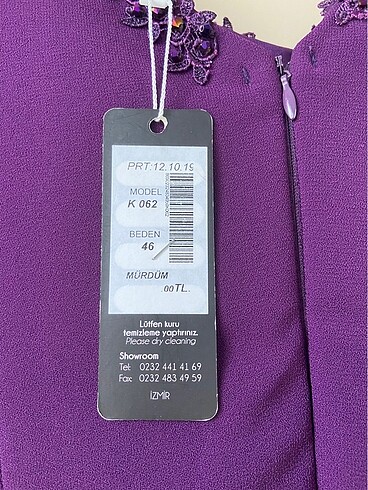 PRT:12.10.19
MODEL
K 062
BEDEN
46
MÜRDÜM
.00TL.
Lütfen kuru
temizleme yaptırınız.
Please dry cleaning
Showroom
Tel: 0232 441 41 69
Fax: 0232 483 49 59
İZMİR